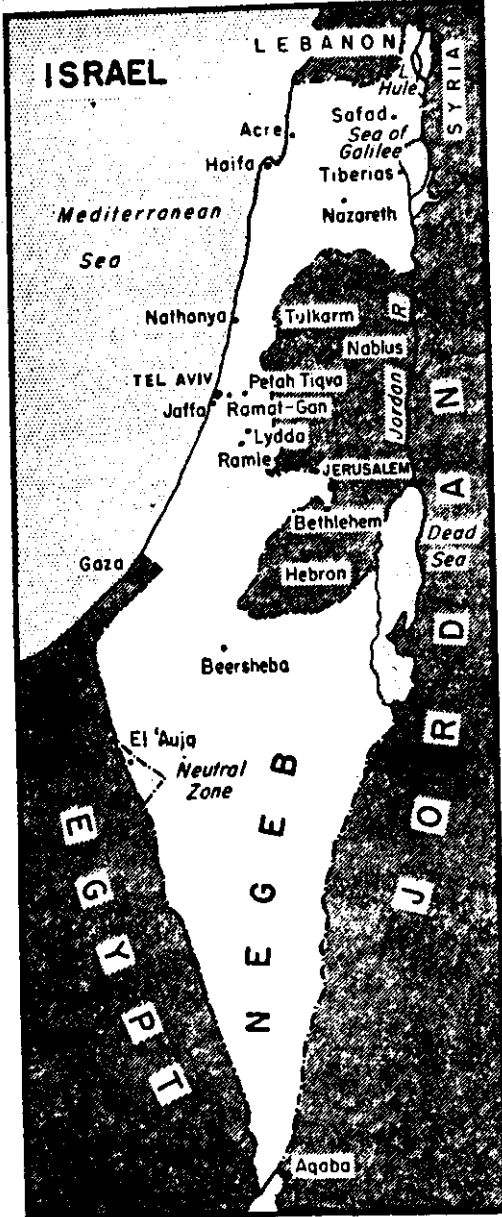 LEBANON
ISRAEL
L.
Hule
SYRIA
Safad
Acre
Sea of
Galilee
Haifa
Tiberias
Nazareth
Mediterranean
Sea
Nathanya
Tulkarm
Nablus
Jordan R
TEL AVIV
Petah Tiqva
Jaffa
Ramat-Gan
Lydda
Ramle
JERUSALEM
Bethlehem
Dead
Sea
Gaza
Hebron
JORDAN
Beersheba
El 'Auja
Neutral
Zone
NEGEB
EGYPT
Aqaba